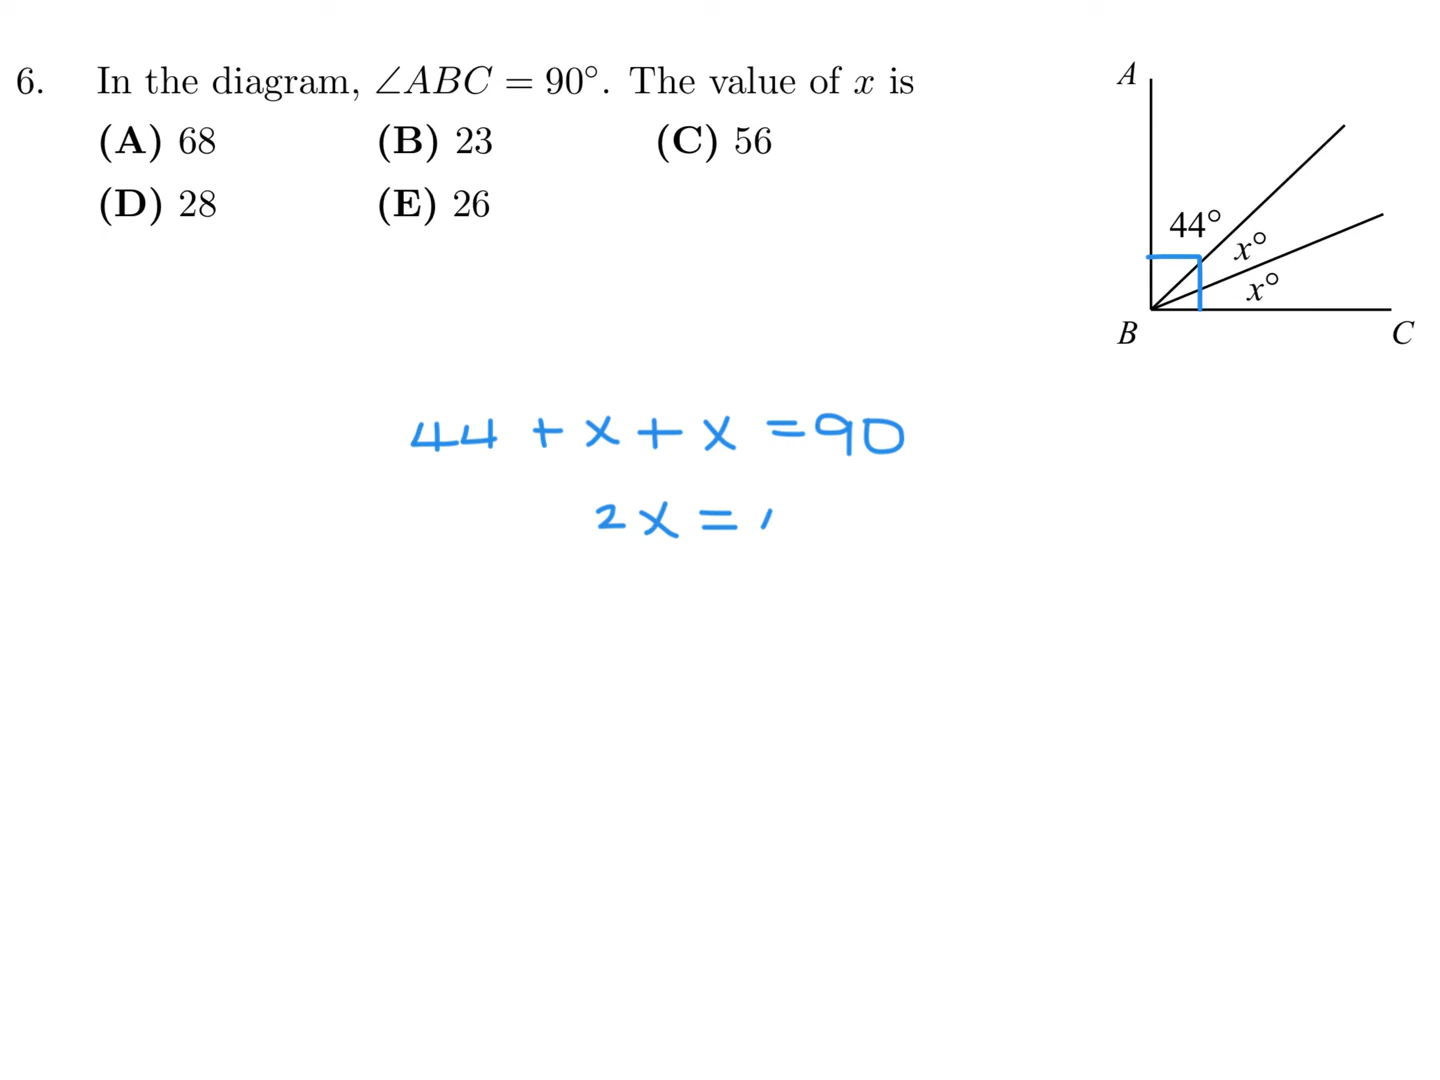 6. In the diagram, ∠ABC = 90°. The value of x is
(A) 68 (B) 23 (C) 56
(D) 28 (E) 26
A
44°
x°
x°
B C
44 + x + x = 90
2x =